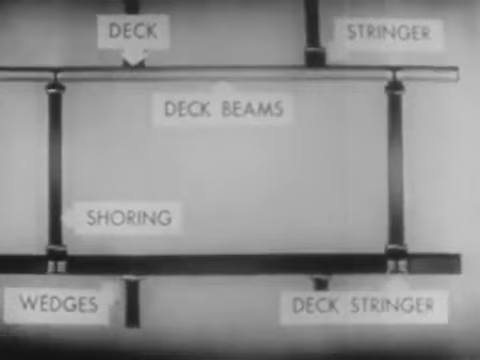 DECK
STRINGER
DECK BEAMS
SHORING
WEDGES
DECK STRINGER